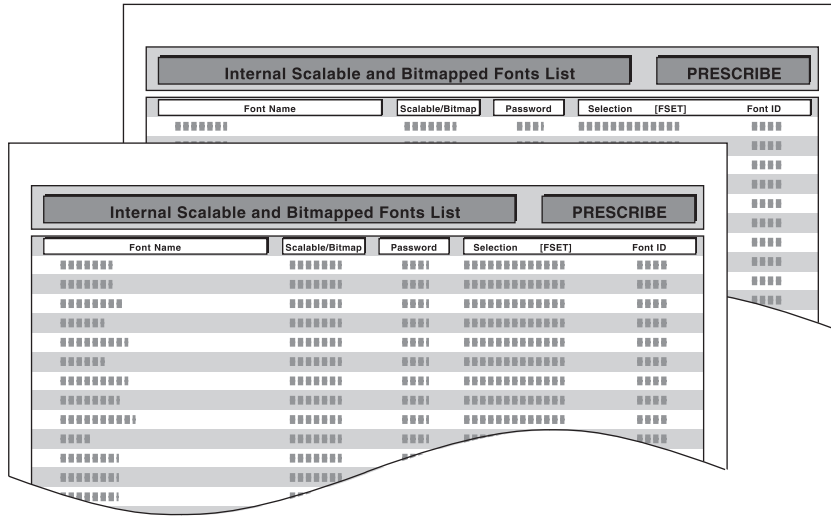 Internal Scalable and Bitmapped Fonts List PRESCRIBE
Font Name Scalable/Bitmap Password Selection [FSET] Font ID
Internal Scalable and Bitmapped Fonts List PRESCRIBE
Font Name Scalable/Bitmap Password Selection [FSET] Font ID